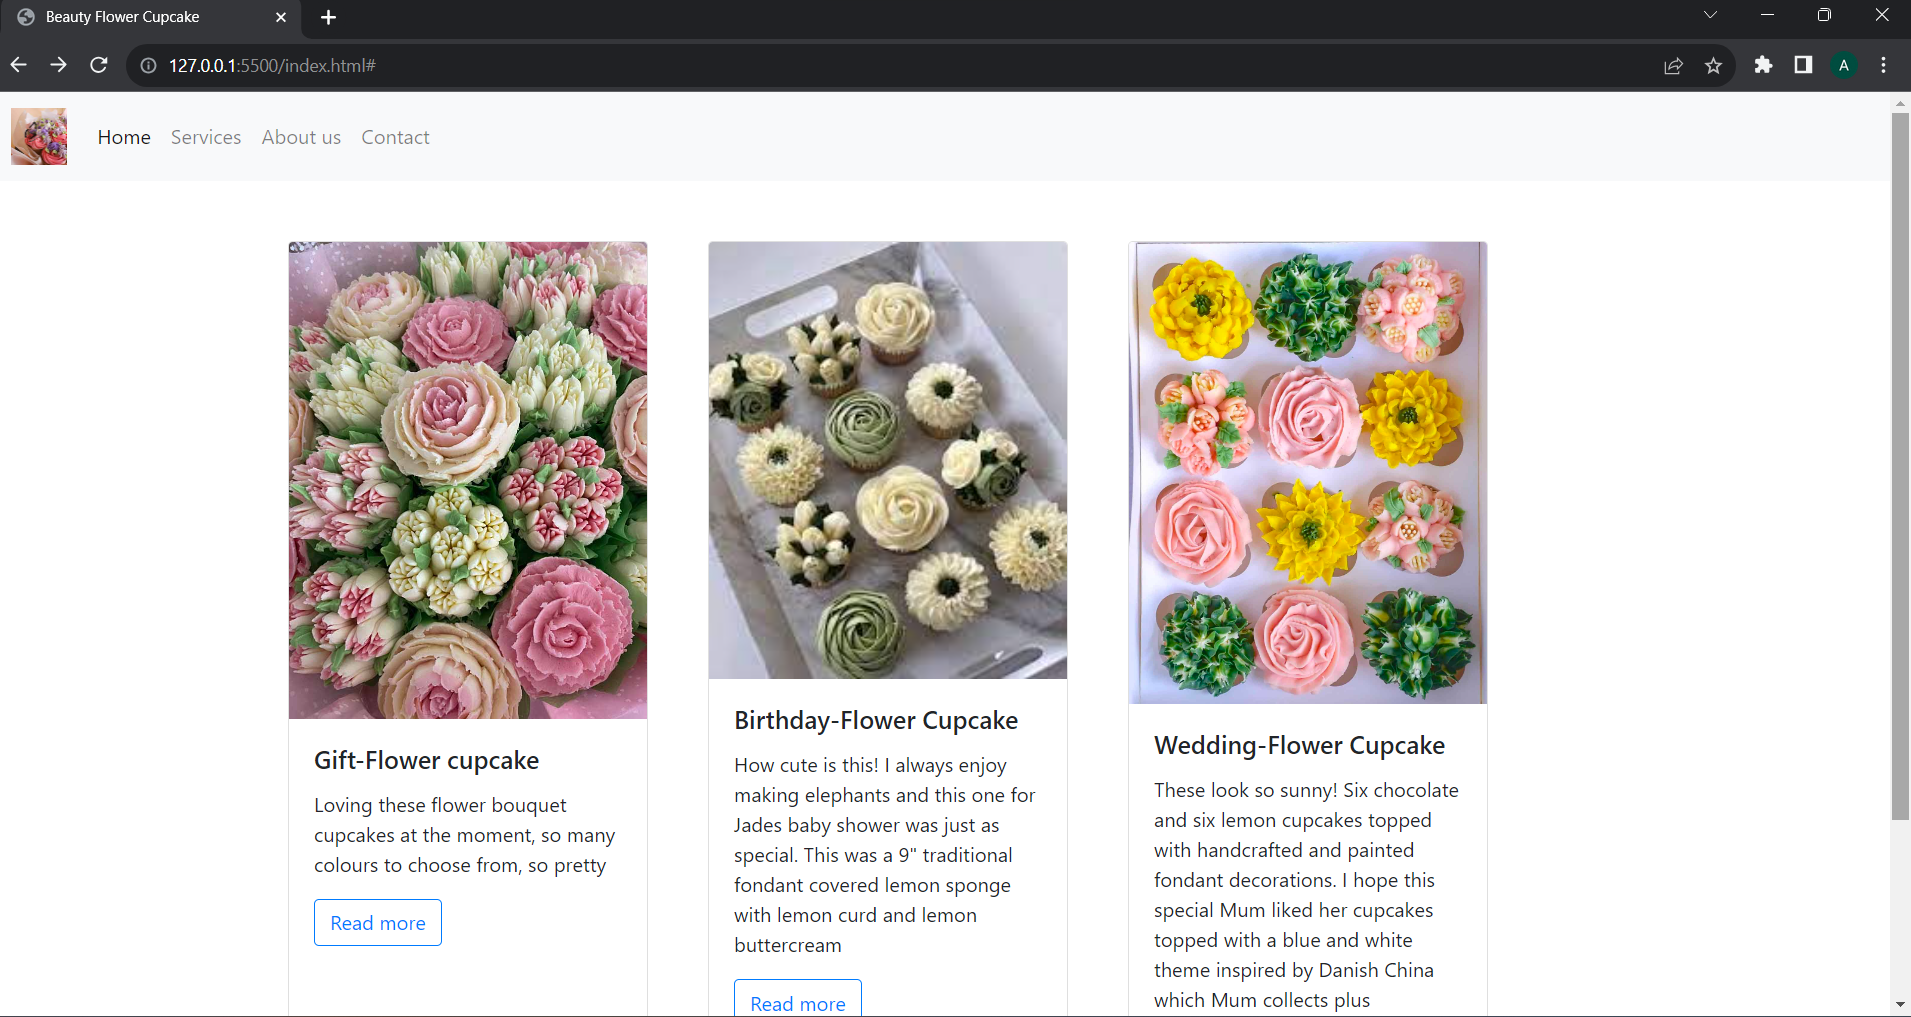 Beauty Flower Cupcake
127.0.0.1:5500/index.html#
A
Home Services About us Contact
Gift-Flower cupcake
Loving these flower bouquet
cupcakes at the moment, so many
colours to choose from, so pretty
Read more
Birthday-Flower Cupcake
How cute is this! I always enjoy
making elephants and this one for
Jades baby shower was just as
special. This was a 9" traditional
fondant covered lemon sponge
with lemon curd and lemon
buttercream
Read more
Wedding-Flower Cupcake
These look so sunny! Six chocolate
and six lemon cupcakes topped
with handcrafted and painted
fondant decorations. I hope this
special Mum liked her cupcakes
topped with a blue and white
theme inspired by Danish China
which Mum collects plus